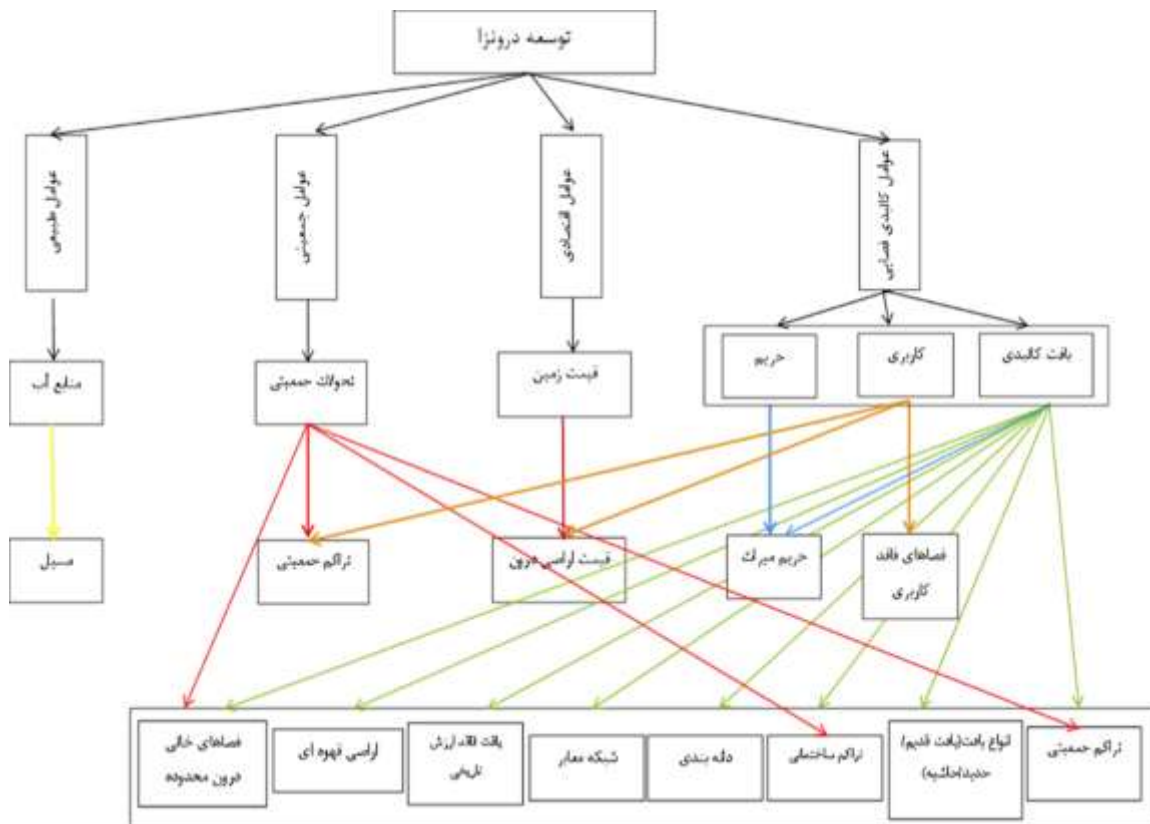 توسعه درونزا
عوامل کالبدی فضایی
عوامل اقتصادی
عوامل جمعیتی
عوامل طبیعی
بافت کالبدی
کاربری
حریم
قیمت زمین
تحولات جمعیتی
منابع آب
فضاهای فاقد
کاربری
حریم میراث
قیمت اراضی درون
تراکم جمعیتی
مسیل
تراکم جمعیتی
انواع بافت(بافت قدیم/
جدید/حاشیه)
تراکم ساختمانی
دانه بندی
شبکه معابر
بافت فاقد ارزش
تاریخی
اراضی قهوه ای
فضاهای خالی
درون محدوده